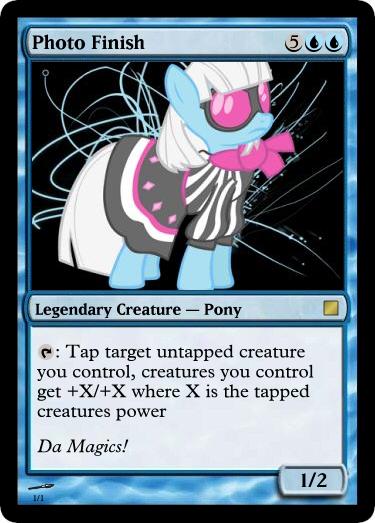 Photo Finish 5
Legendary Creature — Pony
: Tap target untapped creature
you control, creatures you control
get +X/+X where X is the tapped
creatures power
Da Magics!
1/2
1/1